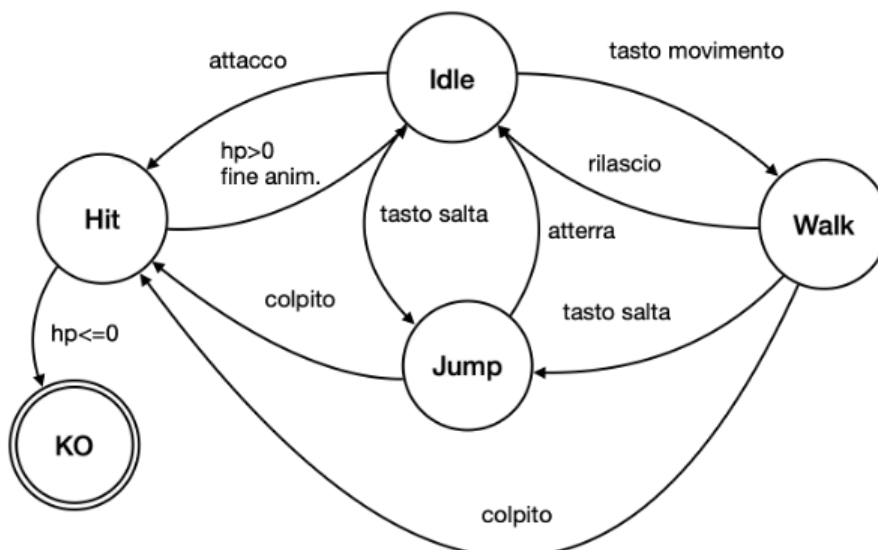 attacco
Idle
tasto movimento
hp>0
fine anim.
rilascio
Hit
tasto salta
atterra
Walk
colpito
tasto salta
hp<=0
Jump
KO
colpito